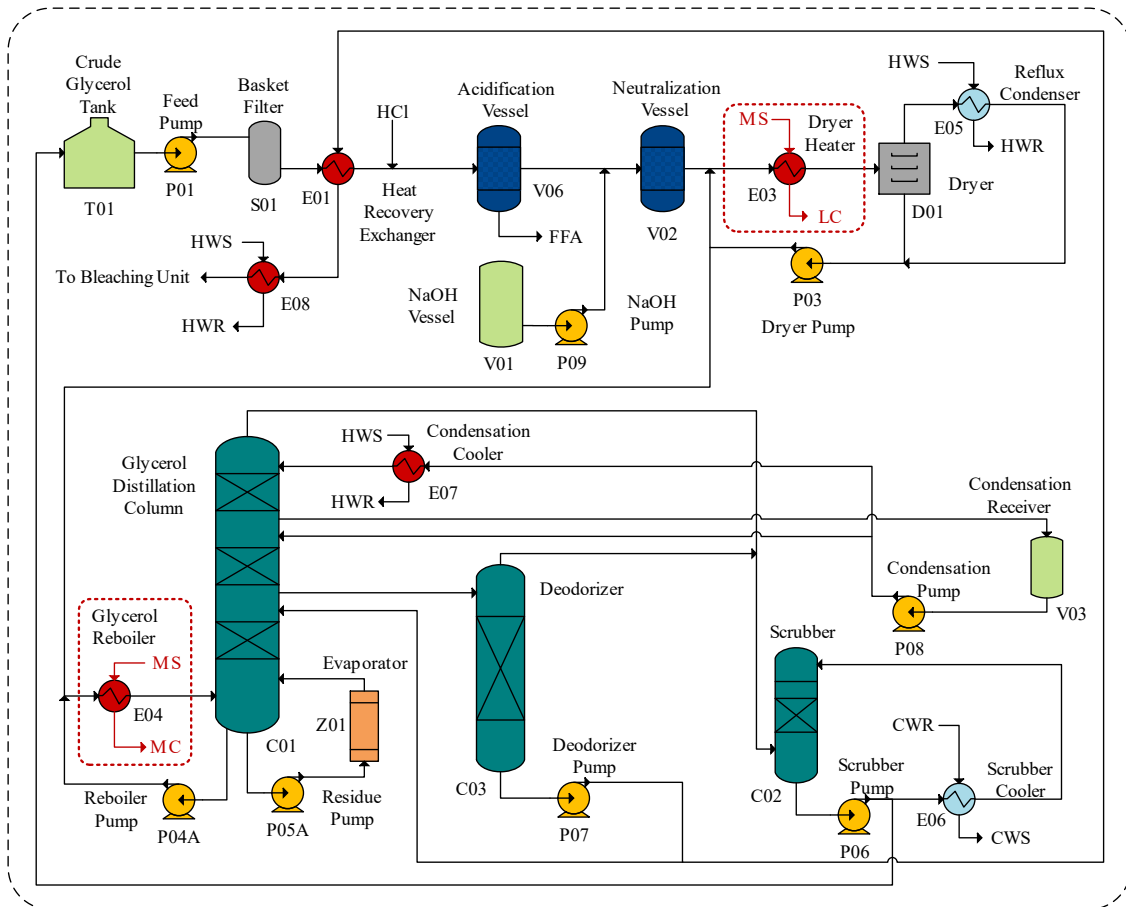 Crude
Glycerol
Tank
Feed
Pump
Basket
Filter
HCl
Acidification
Vessel
Neutralization
Vessel
MS
Dryer
Heater
HWS
Reflux
Condenser
E05
HWR
P01
T01
S01
E01
Heat
Recovery
Exchanger
V06
V02
E03
LC
Dryer
D01
FFA
HWS
To Bleaching Unit
E08
HWR
NaOH
Vessel
V01
P09
NaOH
Pump
P03
Dryer Pump
Glycerol
Distillation
Column
HWS
Condensation
Cooler
E07
HWR
Condensation
Receiver
V03
Condensation
Pump
P08
Deodorizer
Glycerol
Reboiler
MS
E04
MC
Evaporator
Z01
C01
Scrubber
CWR
Reboiler
Pump
P04A
P05A
Residue
Pump
C03
Deodorizer
Pump
P07
C02
Scrubber
Pump
P06
E06
Scrubber
Cooler
CWS